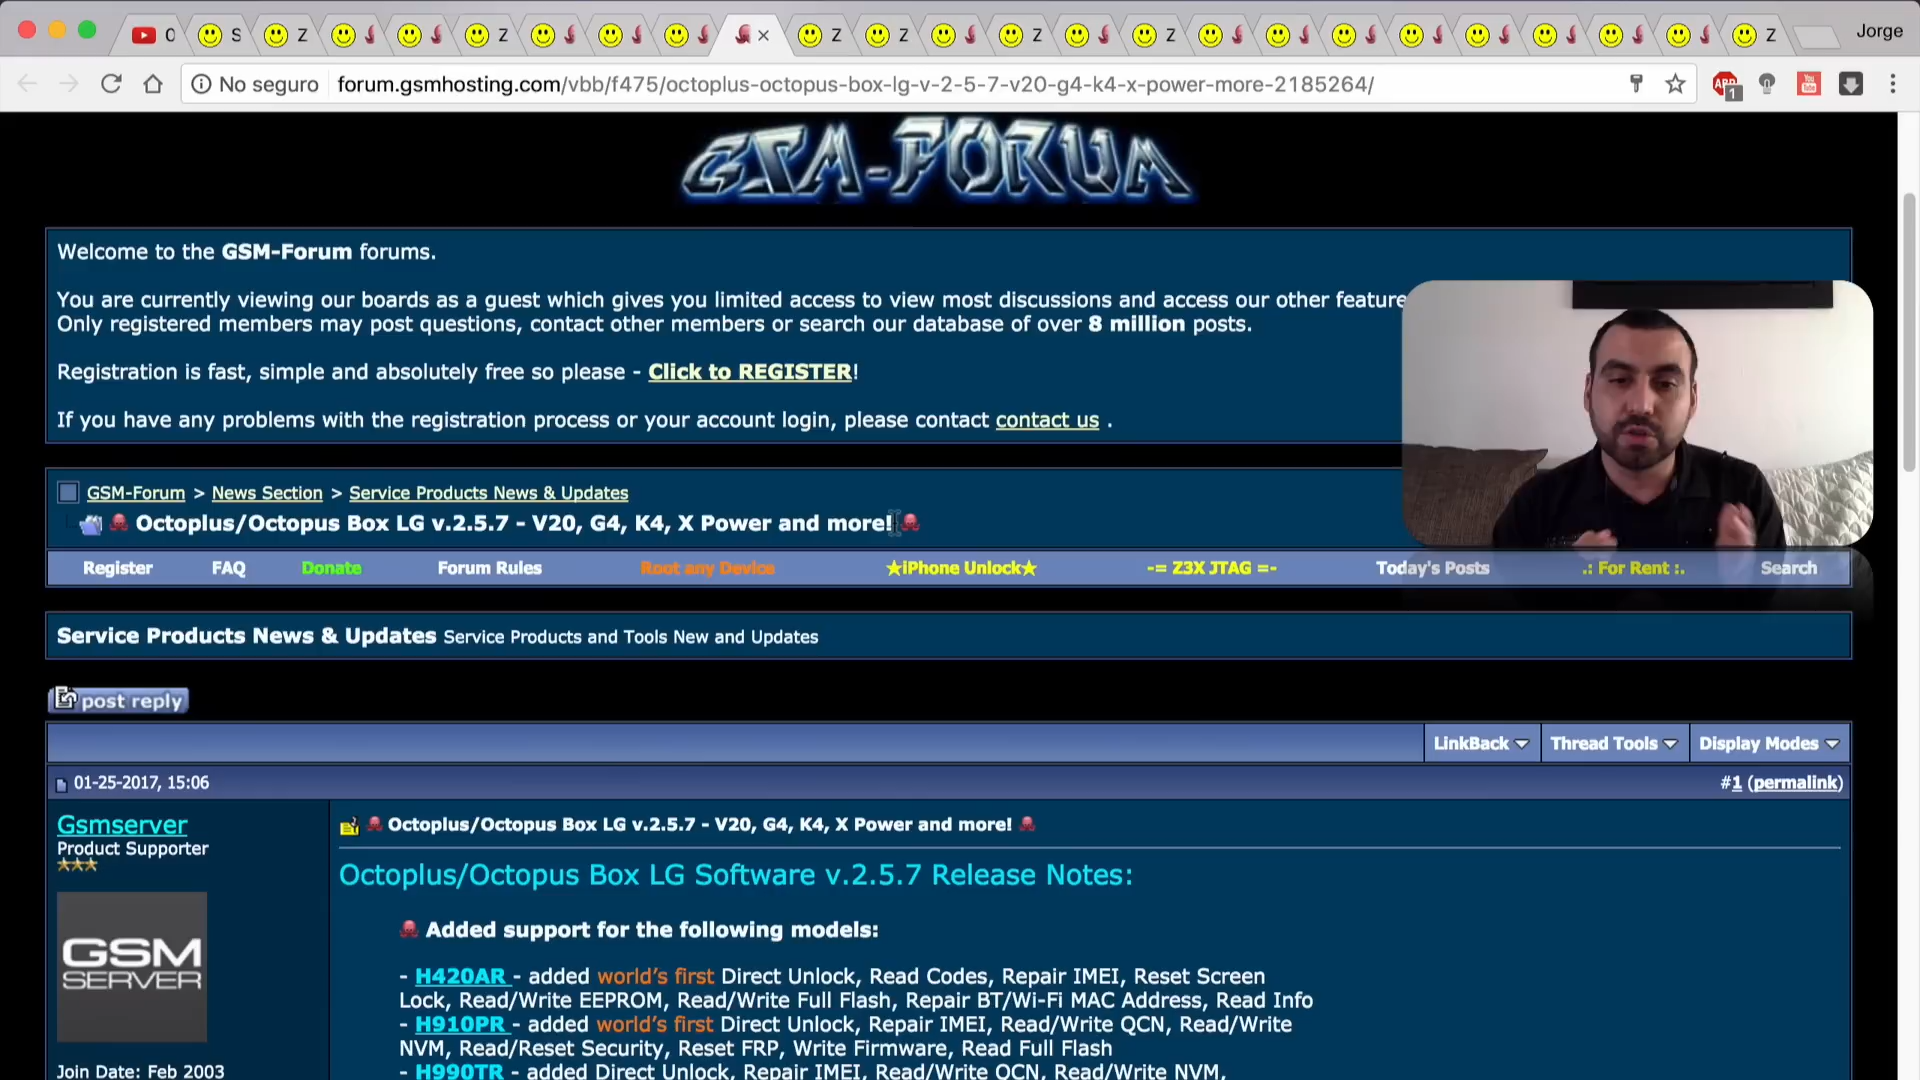 O
S
Z
Z
Z
Z
Z
Z
Z
Jorge
No seguro
forum.gsmhosting.com/vbb/f475/octoplus-octopus-box-lg-v-2-5-7-v20-g4-k4-x-power-more-2185264/
ABP
1
You
Tube
GSM-FORUM
Welcome to the GSM-Forum forums.
You are currently viewing our boards as a guest which gives you limited access to view most discussions and access our other feature
Only registered members may post questions, contact other members or search our database of over 8 million posts.
Registration is fast, simple and absolutely free so please - Click to REGISTER!
If you have any problems with the registration process or your account login, please contact contact us .
GSM-Forum > News Section > Service Products News & Updates
Octoplus/Octopus Box LG v.2.5.7 - V20, G4, K4, X Power and more!
Register FAQ Donate Forum Rules Root any Device ★iPhone Unlock★ -= Z3X JTAG =- Today's Posts .: For Rent :. Search
Service Products News & Updates Service Products and Tools New and Updates
post reply
LinkBack Thread Tools Display Modes
01-25-2017, 15:06 #1 (permalink)
Gsmserver
Product Supporter
GSM
SERVER
Join Date: Feb 2003
Octoplus/Octopus Box LG v.2.5.7 - V20, G4, K4, X Power and more!
Octoplus/Octopus Box LG Software v.2.5.7 Release Notes:
Added support for the following models:
- H420AR - added world's first Direct Unlock, Read Codes, Repair IMEI, Reset Screen
Lock, Read/Write EEPROM, Read/Write Full Flash, Repair BT/Wi-Fi MAC Address, Read Info
- H910PR - added world's first Direct Unlock, Repair IMEI, Read/Write QCN, Read/Write
NVM, Read/Reset Security, Reset FRP, Write Firmware, Read Full Flash
- H990TR - added Direct Unlock, Repair IMEI, Read/Write QCN, Read/Write NVM,